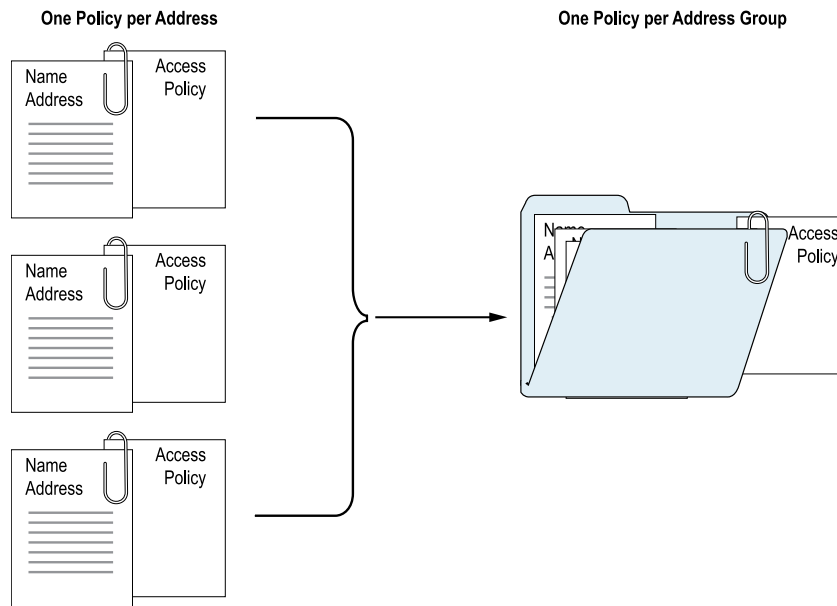 One Policy per Address
One Policy per Address Group
Name
Address
Access
Policy
Name
Address
Access
Policy
Name
Address
Access
Policy
Name
Access
Policy